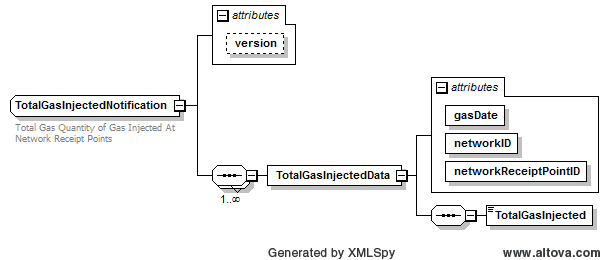 attributes
version
TotalGasInjectedNotification
Total Gas Quantity of Gas Injected At
Network Receipt Points
1..∞
TotalGasInjectedData
attributes
gasDate
networkID
networkReceiptPointID
TotalGasInjected
Generated by XMLSpy
www.altova.com